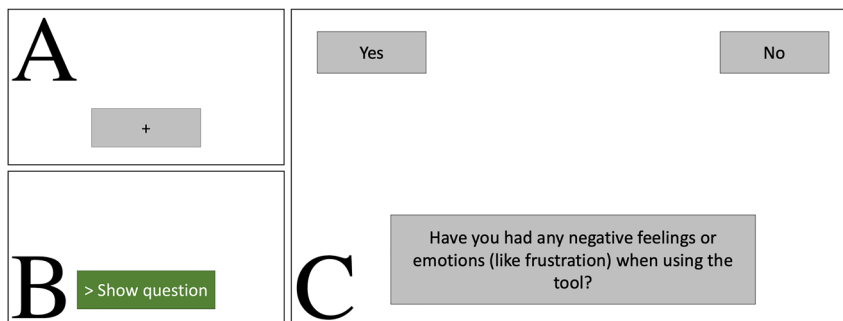 A
+
B
> Show question
C
Yes
No
Have you had any negative feelings or
emotions (like frustration) when using the
tool?